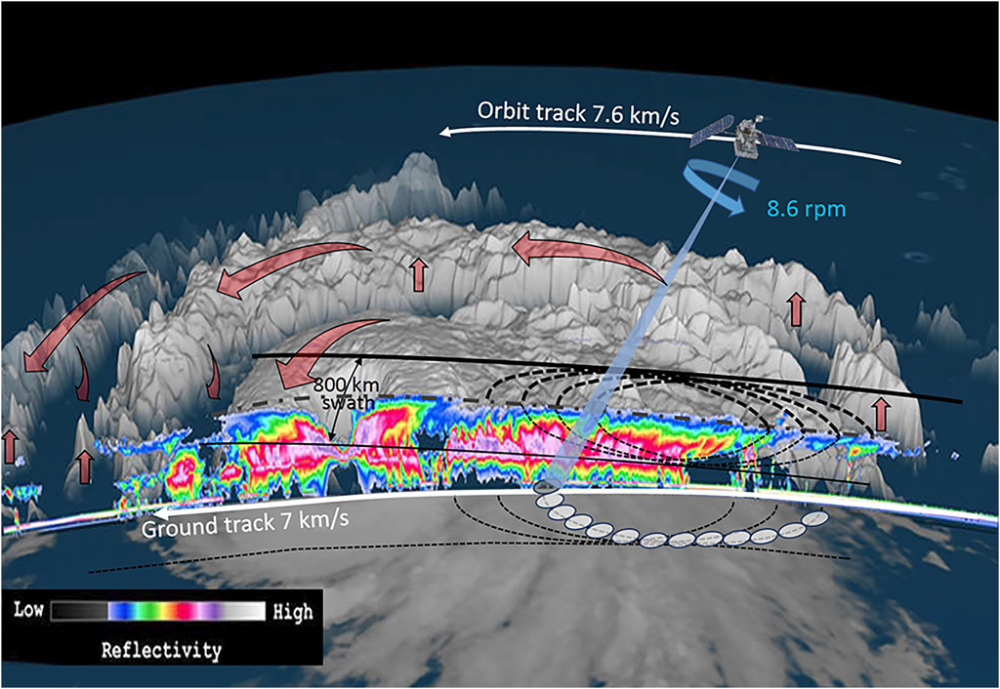 Orbit track 7.6 km/s
8.6 rpm
800 km
swath
Ground track 7 km/s
Low High
Reflectivity